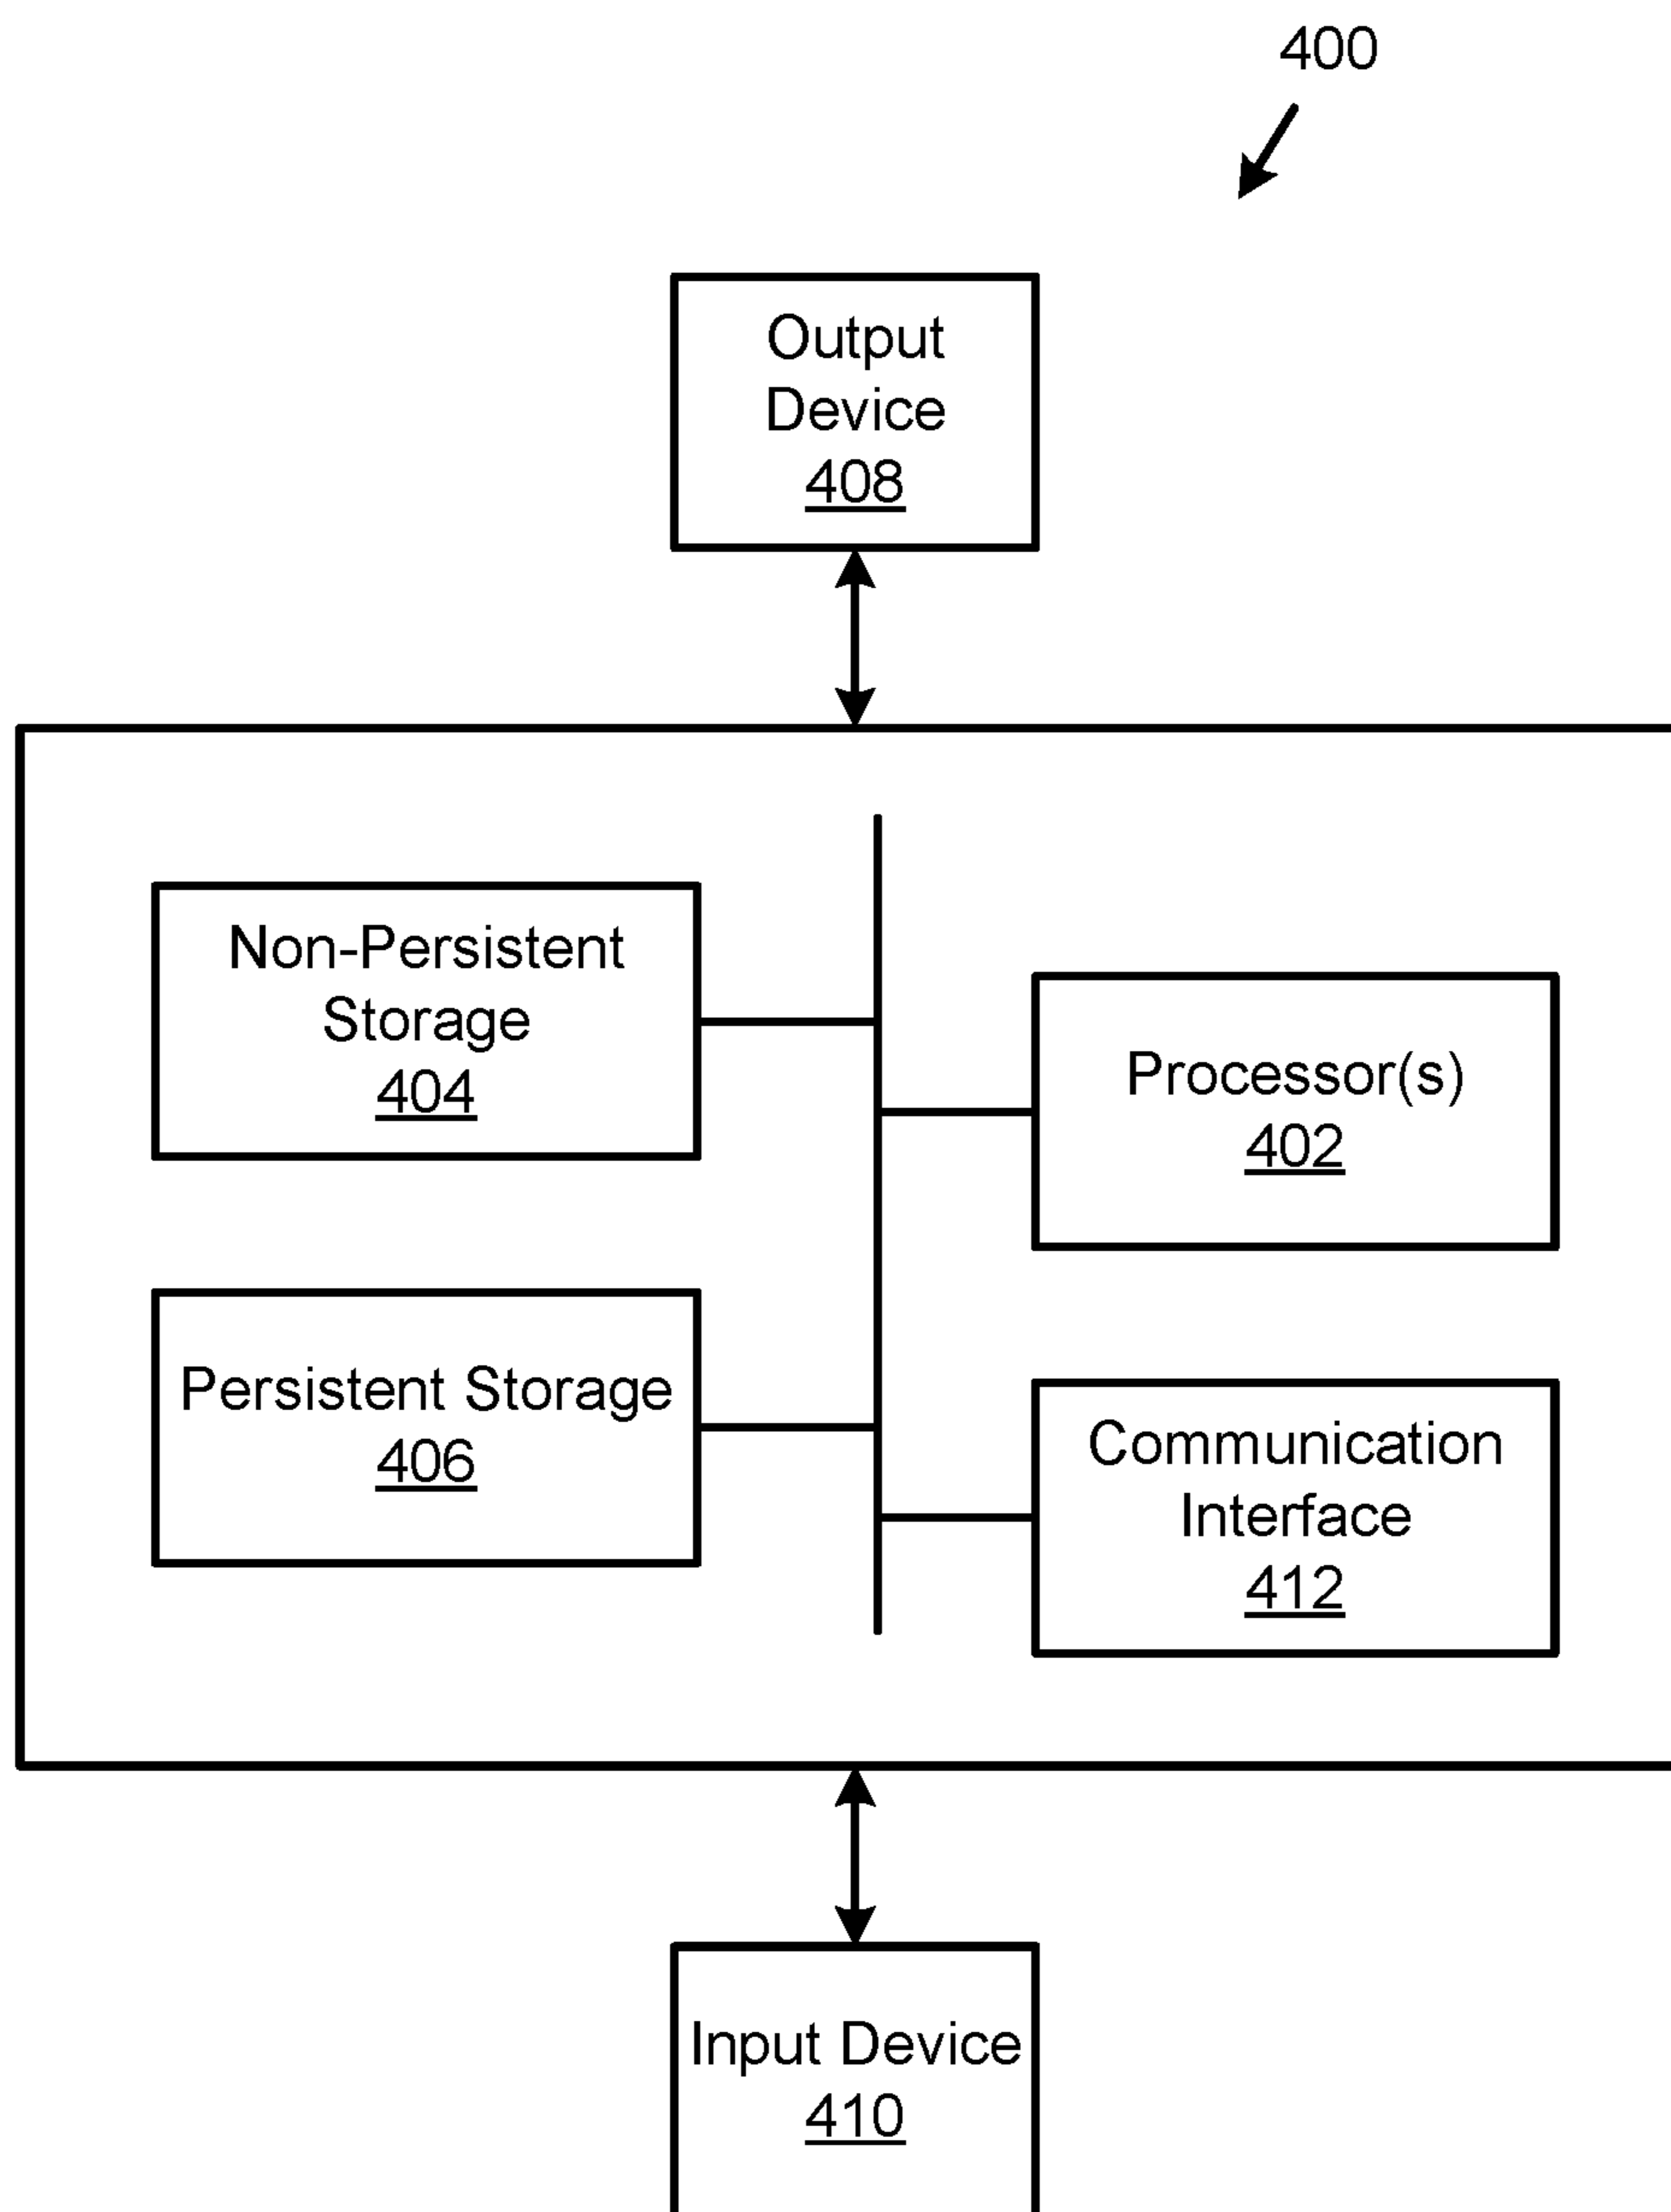 400
Output
Device
408
Non-Persistent
Storage
404
Processor(s)
402
Persistent Storage
406
Communication
Interface
412
Input Device
410